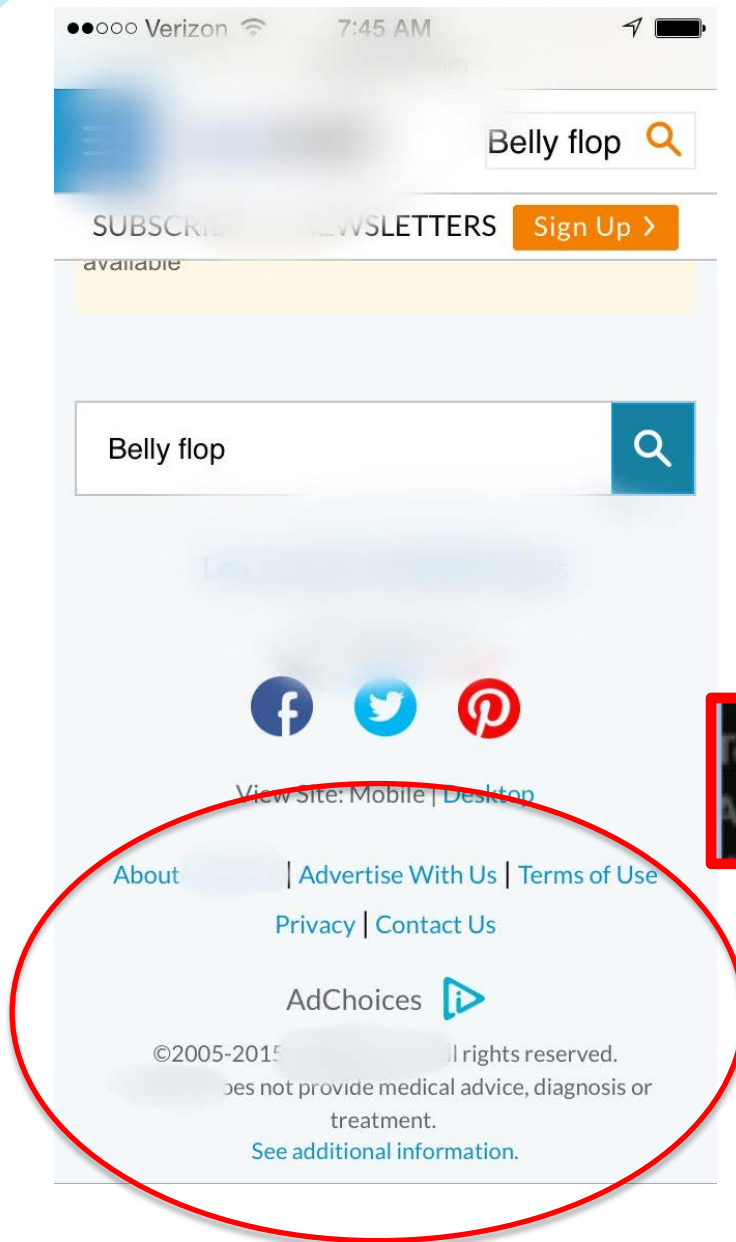 Verizon 7:45 AM
Belly flop
SUBSCRI NEWSLETTERS Sign Up >
available
Belly flop
View Site: Mobile | Desktop
About | Advertise With Us | Terms of Use
Privacy | Contact Us
AdChoices
©2005-2015 l rights reserved.
oes not provide medical advice, diagnosis or
treatment.
See additional information.